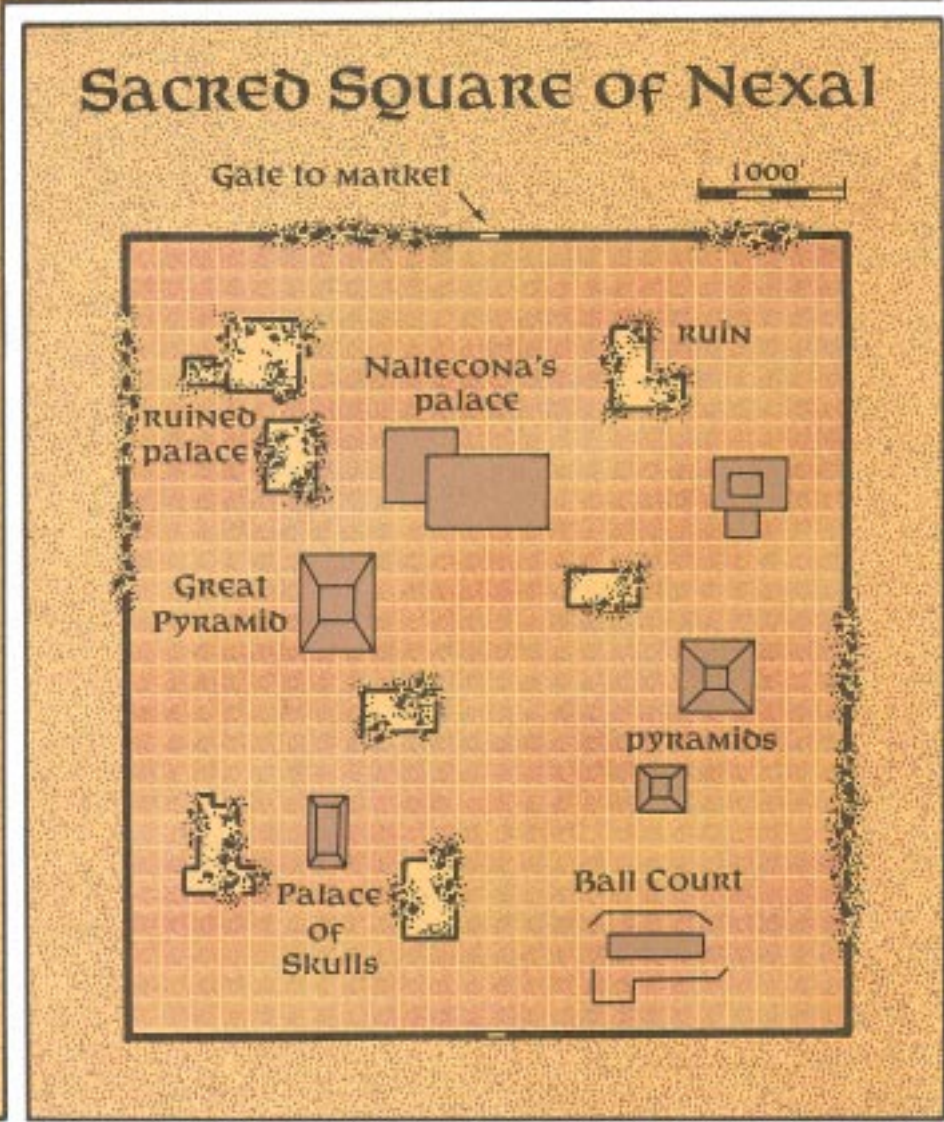 Sacred Square of Nexal
Gate to market
1000'
Ruin
Naltecona's
palace
Ruined
palace
Great
Pyramid
pyramids
Ball Court
Palace
of
Skulls